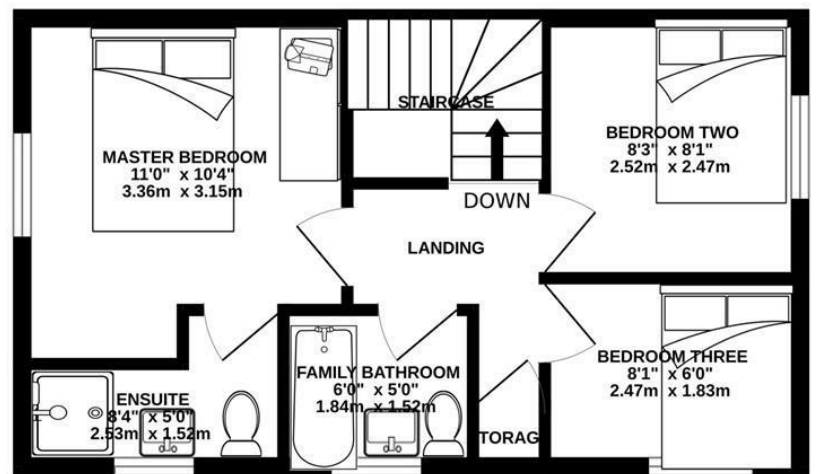 STAIRCASE
MASTER BEDROOM
11'0" x 10'4"
3.36m x 3.15m
BEDROOM TWO
8'3" x 8'1"
2.52m x 2.47m
DOWN
LANDING
ENSUITE
8'4" x 5'0"
2.53m x 1.52m
FAMILY BATHROOM
6'0" x 5'0"
1.84m x 1.52m
BEDROOM THREE
8'1" x 6'0"
2.47m x 1.83m
TORAG